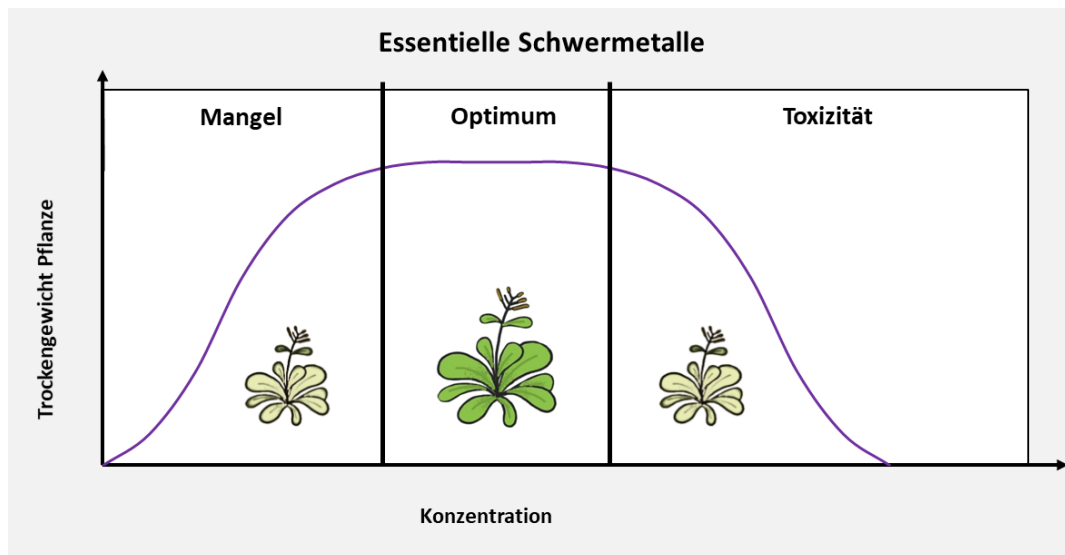 Essentielle Schwermetalle
Mangel
Optimum
Toxizität
Trockengewicht Pflanze
Konzentration